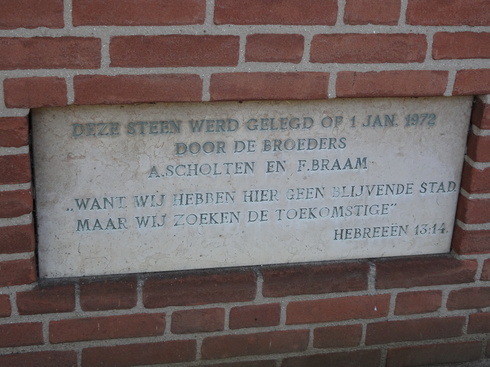 DEZE STEEN WERD GELEGD OP 1 JAN. 1972
DOOR DE BROEDERS
A.SCHOLTEN EN F.BRAAM
„WANT WIJ HEBBEN HIER GEEN BLIJVENDE STAD,
MAAR WIJ ZOEKEN DE TOEKOMSTIGE”
HEBREEËN 13:14.